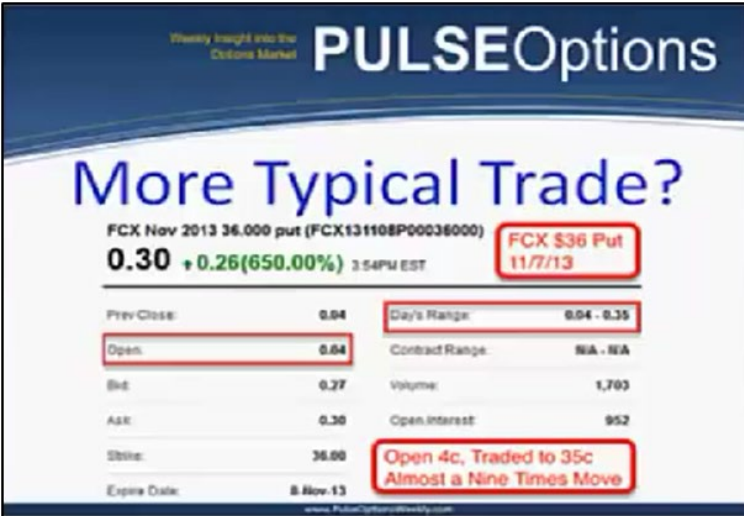 Weekly Insight into the
Options Market
PULSEOptions
More Typical Trade?
FCX Nov 2013 36.000 put (FCX131108P00036000)
0.30 +0.26(650.00%) 3:54PM EST
FCX $36 Put
11/7/13
Prev Close: 0.04
Day's Range: 0.04 - 0.35
Open: 0.04
Contract Range: N/A - N/A
Bid: 0.27
Volume: 1,703
Ask: 0.30
Open Interest: 952
Strike: 36.00
Expire Date: 8-Nov-13
Open 4c, Traded to 35c
Almost a Nine Times Move
www.PulseOptionsWeekly.com